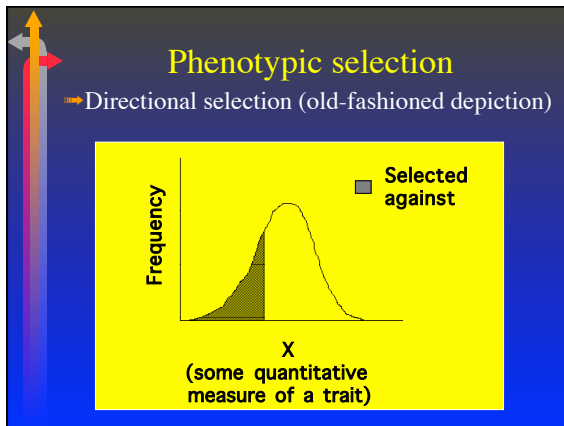 Phenotypic selection
Directional selection (old-fashioned depiction)
Selected
against
Frequency
X
(some quantitative
measure of a trait)